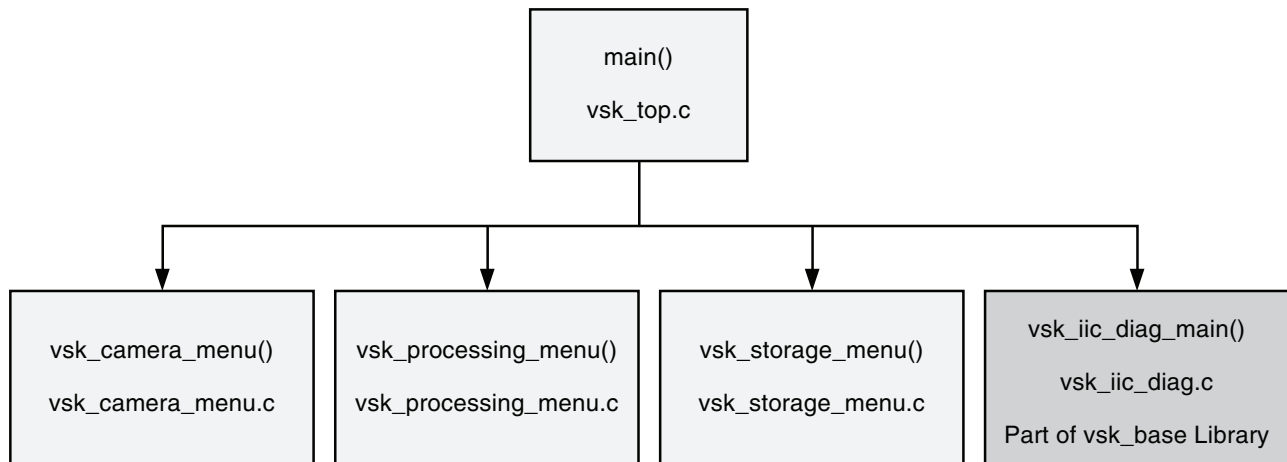 main()
vsk_top.c
vsk_camera_menu()
vsk_camera_menu.c
vsk_processing_menu()
vsk_processing_menu.c
vsk_storage_menu()
vsk_storage_menu.c
vsk_iic_diag_main()
vsk_iic_diag.c
Part of vsk_base Library